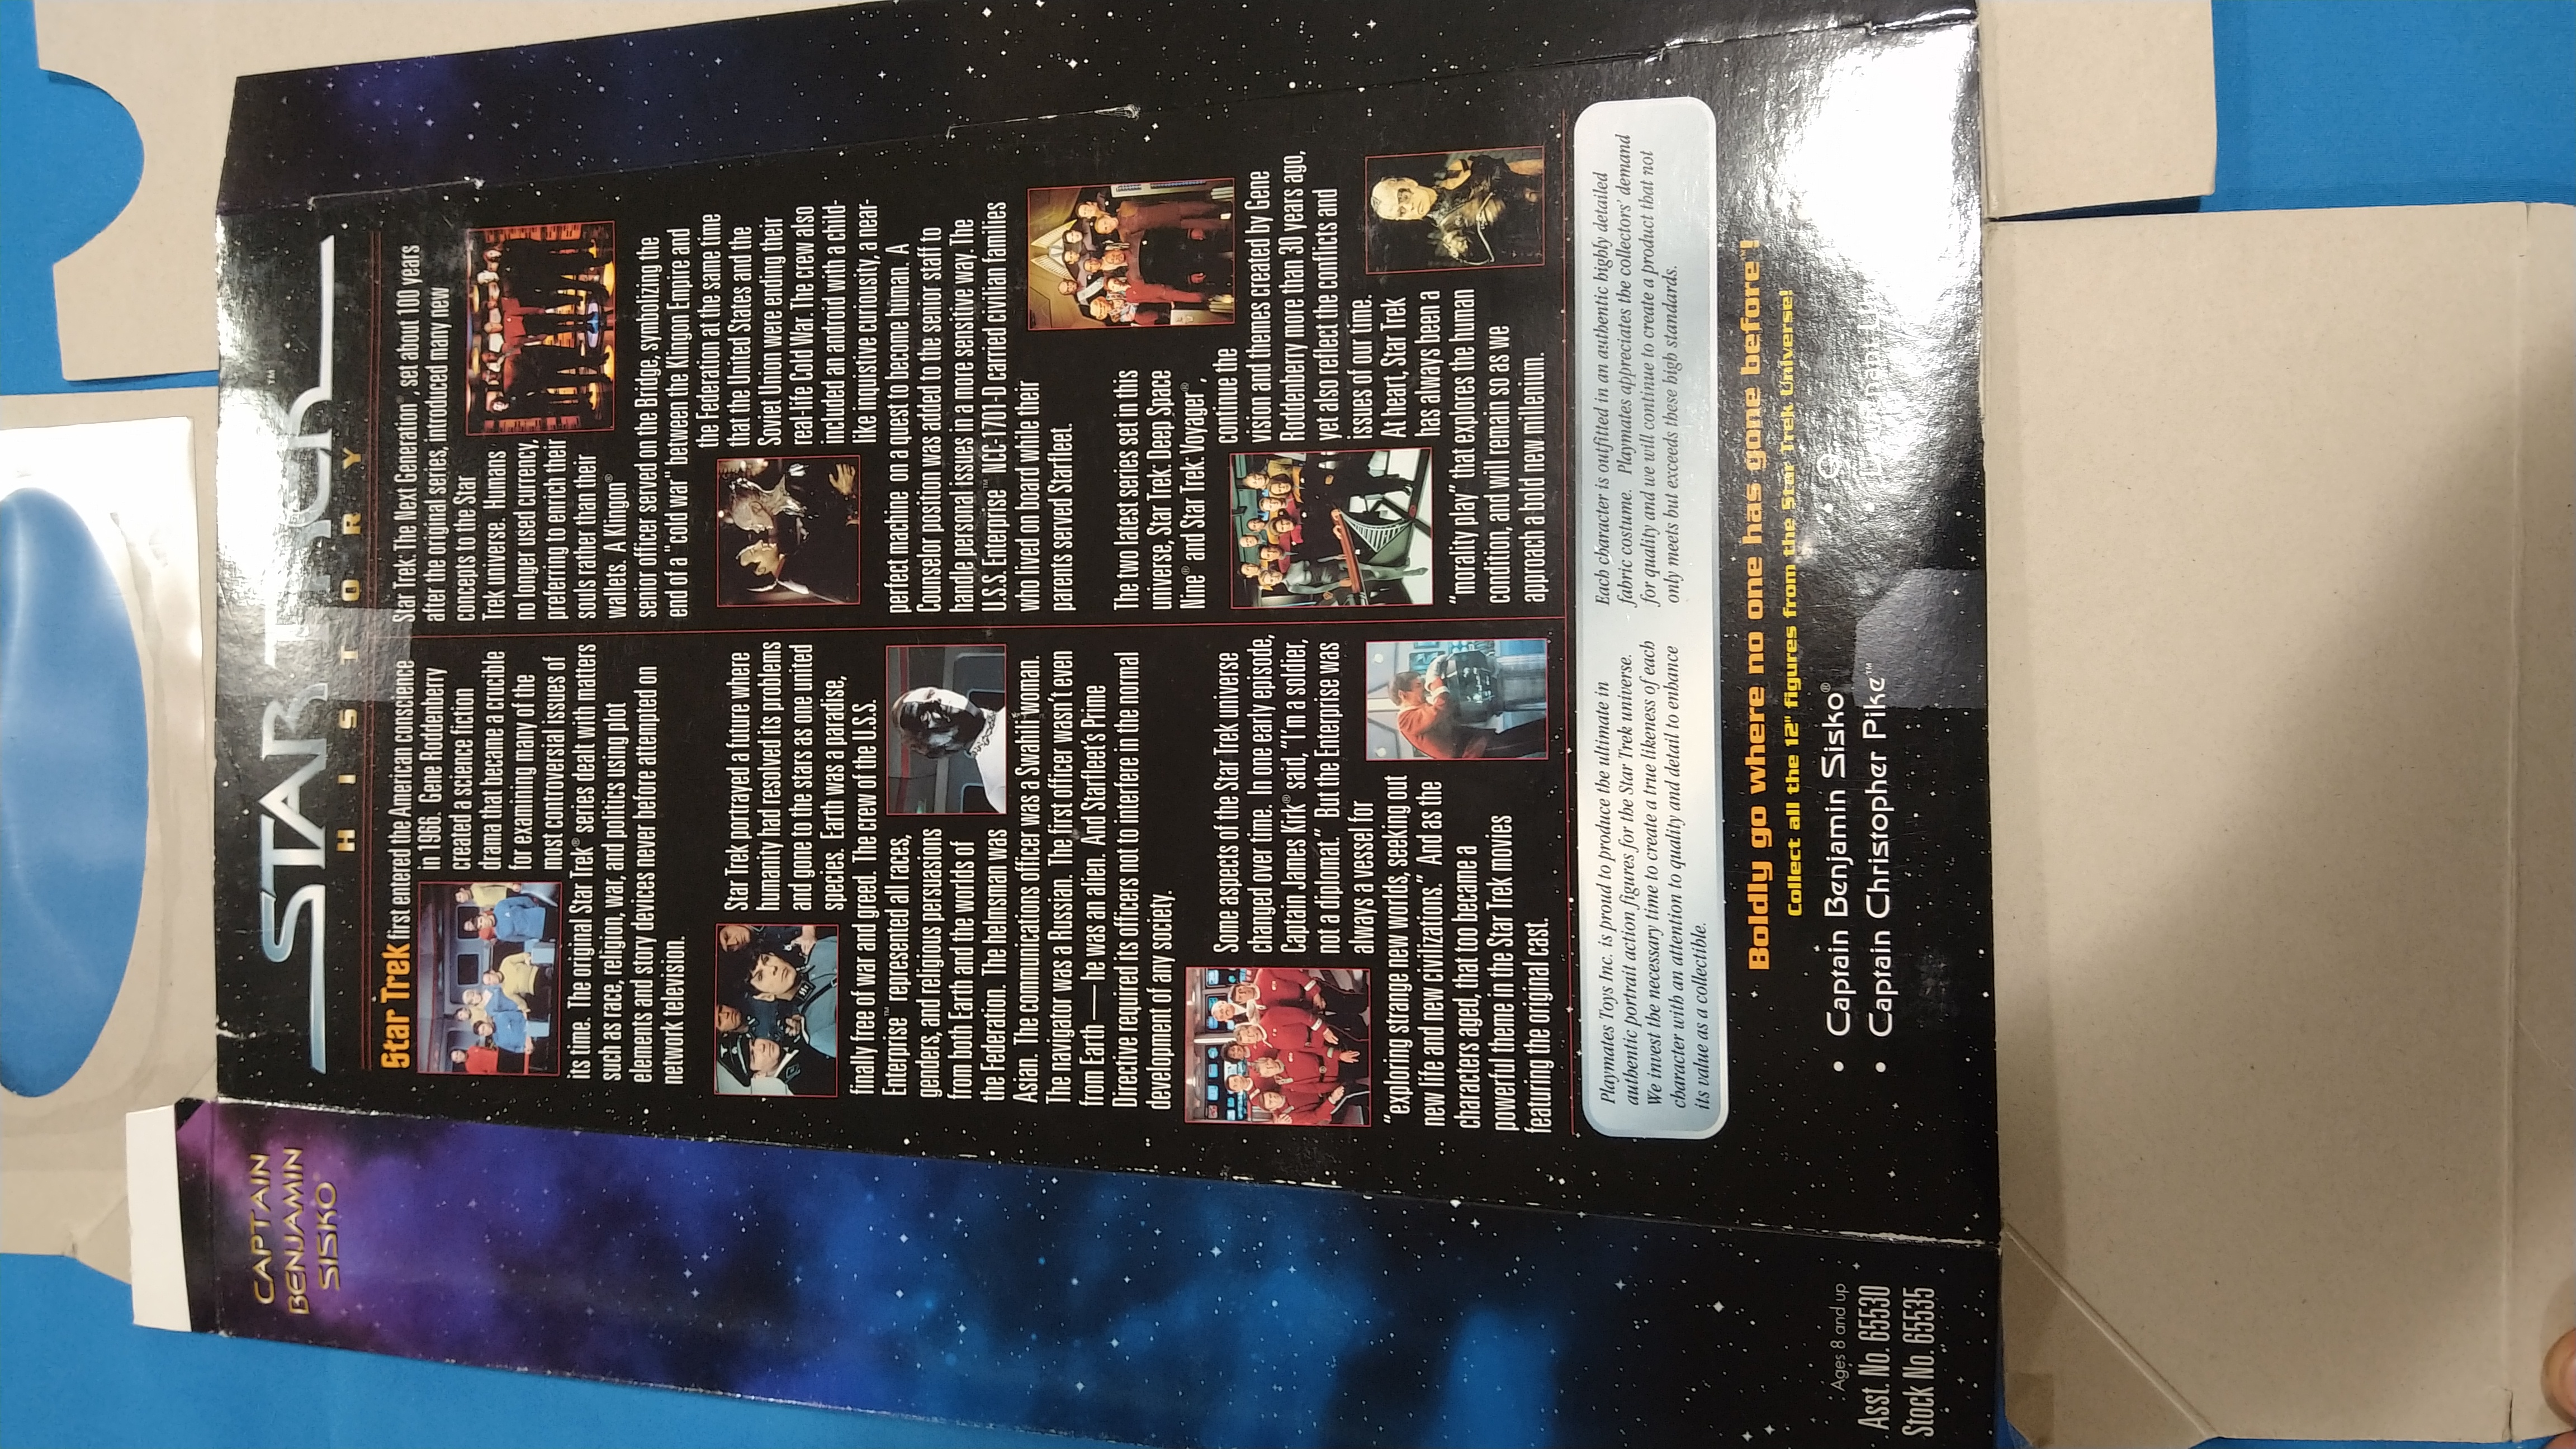 CAPTAIN
BENJAMIN
SISKO
STAR TREK™
HISTORY
Star Trek first entered the American conscience
in 1966. Gene Roddenberry
created a science fiction
drama that became a crucible
for examining many of the
most controversial issues of
its time. The original Star Trek® series dealt with matters
such as race, religion, war, and politics using plot
elements and story devices never before attempted on
network television.
Star Trek portrayed a future where
humanity had resolved its problems
and gone to the stars as one united
species. Earth was a paradise,
finally free of war and greed. The crew of the U.S.S.
Enterprise™ represented all races,
genders, and religious persuasions
from both Earth and the worlds of
the Federation. The helmsman was
Asian. The communications officer was a Swahili woman.
The navigator was a Russian. The first officer wasn't even
from Earth — he was an alien. And Starfleet's Prime
Directive required its officers not to interfere in the normal
development of any society.
Some aspects of the Star Trek universe
changed over time. In one early episode,
Captain James Kirk® said, “I'm a soldier,
not a diplomat.” But the Enterprise was
always a vessel for
“exploring strange new worlds, seeking out
new life and new civilizations.” And as the
characters aged, that too became a
powerful theme in the Star Trek movies
featuring the original cast.
Star Trek: The Next Generation®, set about 100 years
after the original series, introduced many new
concepts to the Star
Trek universe. Humans
no longer used currency,
preferring to enrich their
souls rather than their
wallets. A Klingon®
senior officer served on the Bridge, symbolizing the
end of a "cold war" between the Klingon Empire and
the Federation at the same time
that the United States and the
Soviet Union were ending their
real-life Cold War. The crew also
included an android with a child-
like inquistive curiousity, a near-
perfect machine on a quest to become human. A
Counselor position was added to the senior staff to
handle personal issues in a more sensitive way. The
U.S.S. Enterprise™ NCC-1701-D carried civilian families
who lived on board while their
parents served Starfleet.
The two latest series set in this
universe, Star Trek: Deep Space
Nine® and Star Trek: Voyager®,
continue the
vision and themes created by Gene
Roddenberry more than 30 years ago,
yet also reflect the conflicts and
issues of our time.
At heart, Star Trek
has always been a
“morality play” that explores the human
condition, and will remain so as we
approach a bold new millenium.
Playmates Toys Inc. is proud to produce the ultimate in
authentic portrait action figures for the Star Trek universe.
We invest the necessary time to create a true likeness of each
character with an attention to quality and detail to enhance
its value as a collectible.
Each character is outfitted in an authentic highly detailed
fabric costume. Playmates appreciates the collectors' demand
for quality and we will continue to create a product that not
only meets but exceeds these high standards.
Boldly go where no one has gone before™!
Collect all the 12" figures from the Star Trek Universe!
• Captain Benjamin Sisko®
• Captain Christopher Pike™
• Q
• Lieutenant
Ages 8 and up
Asst. No. 65530
Stock No. 65535